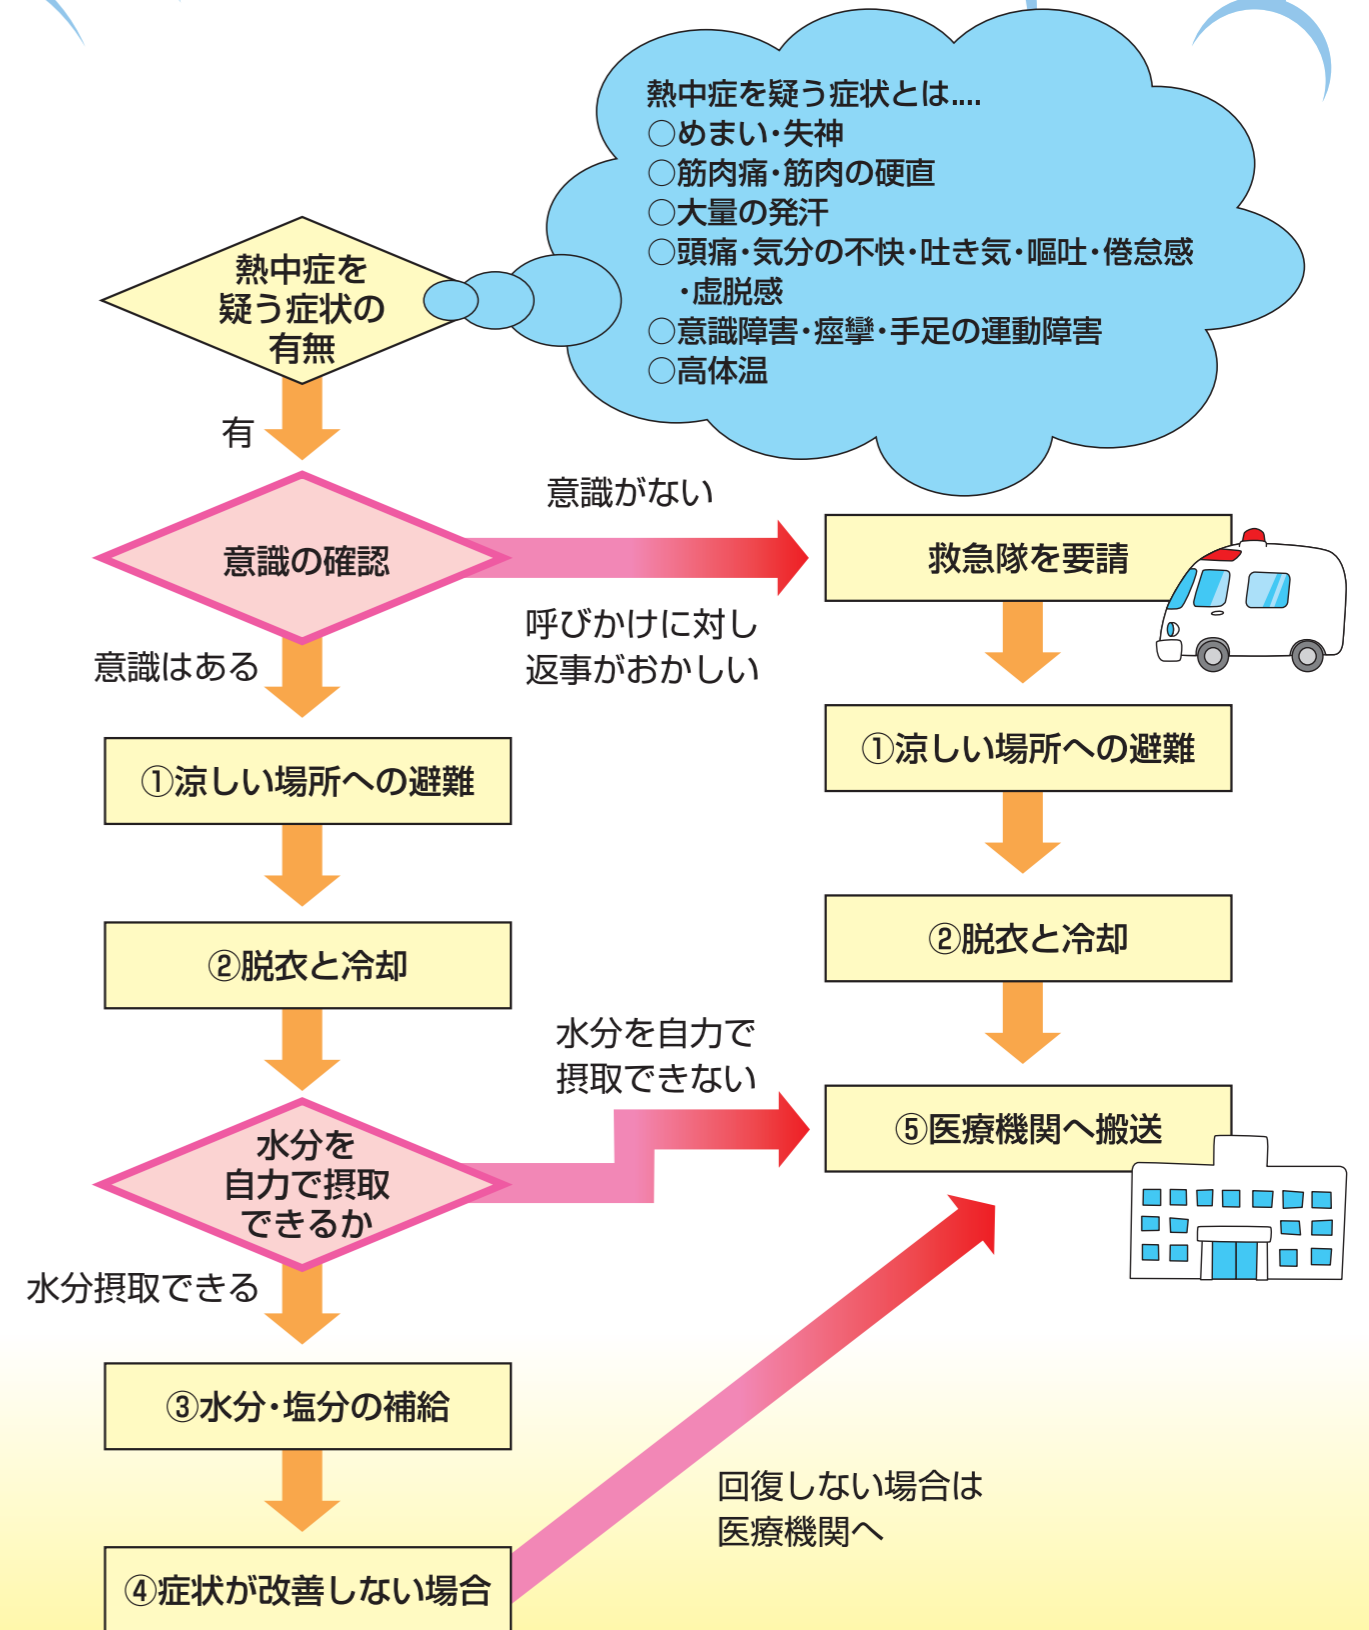 熱中症を疑う症状とは....
○めまい・失神
○筋肉痛・筋肉の硬直
○大量の発汗
○頭痛・気分の不快・吐き気・嘔吐・倦怠感
・虚脱感
○意識障害・痙攣・手足の運動障害
○高体温
熱中症を
疑う症状の
有無
有
意識の確認
意識がない
呼びかけに対し
返事がおかしい
救急隊を要請
意識はある
①涼しい場所への避難
①涼しい場所への避難
②脱衣と冷却
②脱衣と冷却
水分を自力で
摂取できない
水分を
自力で摂取
できるか
⑤医療機関へ搬送
水分摂取できる
③水分・塩分の補給
回復しない場合は
医療機関へ
④症状が改善しない場合